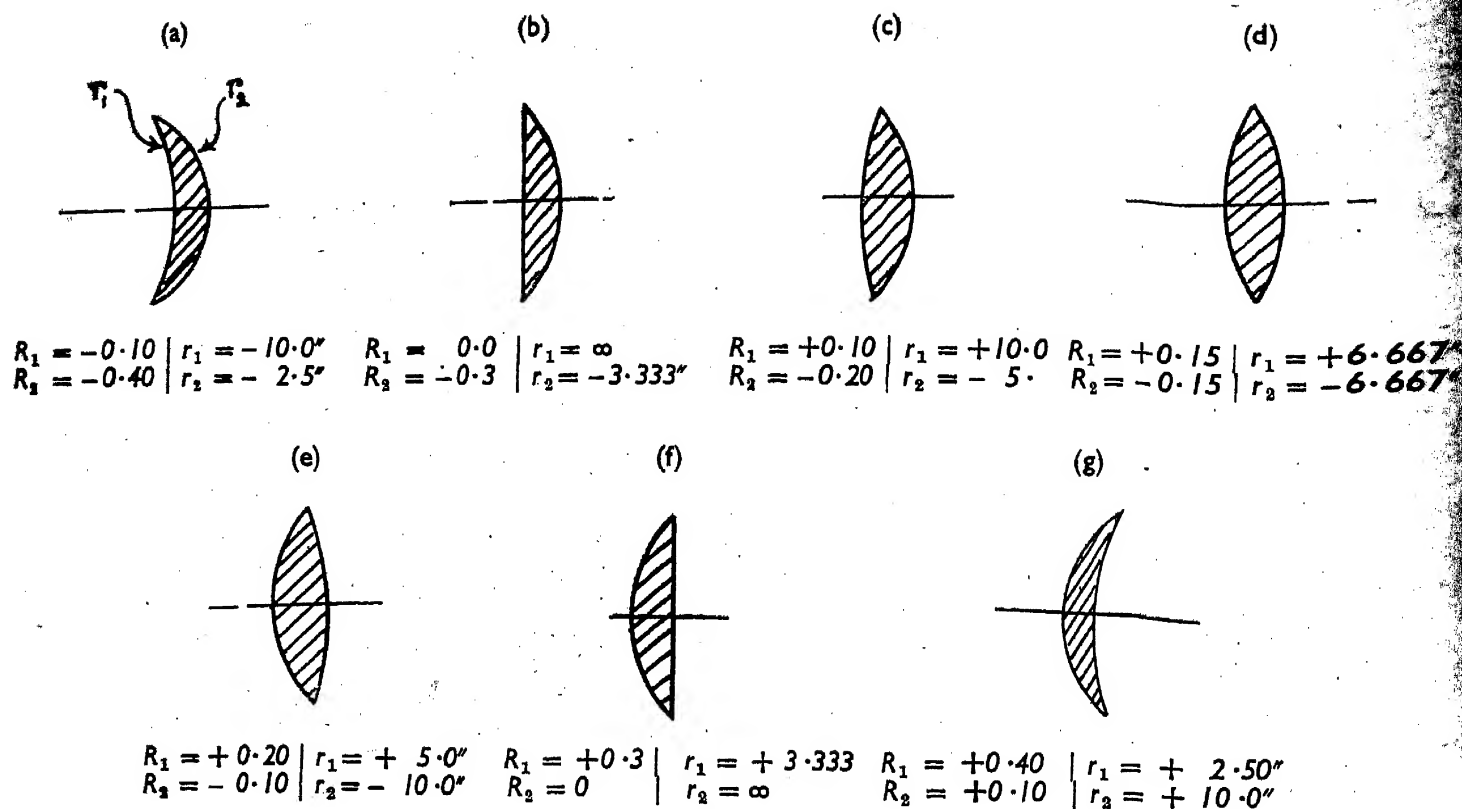 (a) (b) (c) (d)
r₁ r₂
R₁ = -0·10 | r₁ = -10·0″ R₁ = 0·0 | r₁ = ∞ R₁ = +0·10 | r₁ = +10·0 R₁ = +0·15 | r₁ = +6·667″
R₂ = -0·40 | r₂ = - 2·5″ R₂ = -0·3 | r₂ = -3·333″ R₂ = -0·20 | r₂ = - 5· R₂ = -0·15 | r₂ = -6·667″
(e) (f) (g)
R₁ = + 0·20 | r₁ = + 5·0″ R₁ = +0·3 | r₁ = + 3·333 R₁ = +0·40 | r₁ = + 2·50″
R₂ = - 0·10 | r₂ = - 10·0″ R₂ = 0 | r₂ = ∞ R₂ = +0·10 | r₂ = + 10·0″